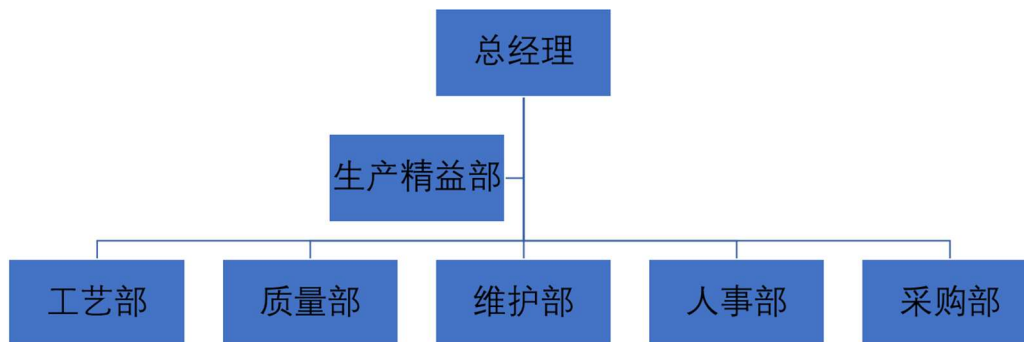 总经理
生产精益部
工艺部
质量部
维护部
人事部
采购部